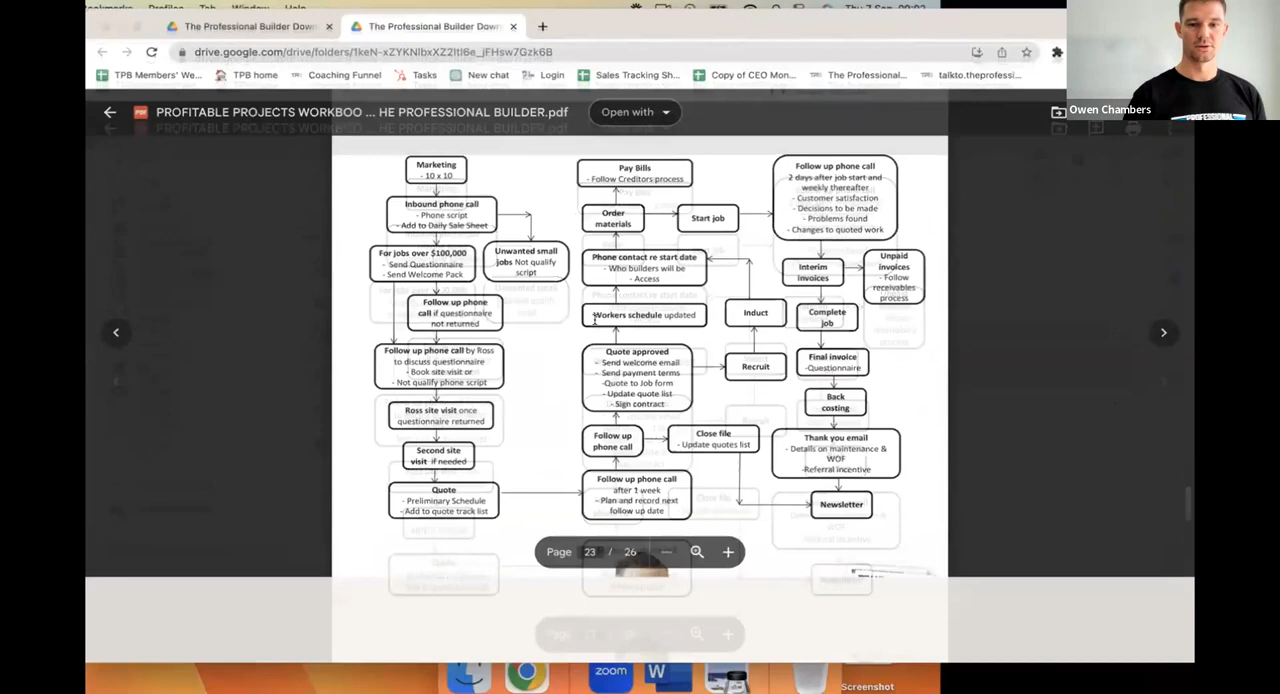 Profiles Tab Window Help
Thu 7 Sep
The Professional Builder Down
The Professional Builder Down
drive.google.com/drive/folders/1keN-xZYKNlbxXZ2ltl6e_jFHsw7Gzk6B
TPB Members' We...
TPB home
Coaching Funnel
Tasks
New chat
Login
Sales Tracking Sh...
Copy of CEO Mon...
The Professional...
talkto.theprofessi...
Owen Chambers
PROFITABLE PROJECTS WORKBOO ... HE PROFESSIONAL BUILDER.pdf
Open with
Marketing
- 10 x 10
Inbound phone call
- Phone script
- Add to Daily Sale Sheet
For jobs over $100,000
- Send Questionnaire
- Send Welcome Pack
Unwanted small
jobs Not qualify
script
Follow up phone
call if questionnaire
not returned
Follow up phone call by Ross
to discuss questionnaire
- Book site visit or
- Not qualify phone script
Ross site visit once
questionnaire returned
Second site
visit if needed
Quote
- Preliminary Schedule
- Add to quote track list
Pay Bills
- Follow Creditors process
Order
materials
Start job
Phone contact re start date
- Who builders will be
- Access
Workers schedule updated
Induct
Quote approved
- Send welcome email
- Send payment terms
-Quote to Job form
- Update quote list
- Sign contract
Recruit
Follow up
phone call
Close file
- Update quotes list
Follow up phone call
after 1 week
- Plan and record next
follow up date
Follow up phone call
2 days after job start and
weekly thereafter
- Customer satisfaction
- Decisions to be made
- Problems found
- Changes to quoted work
Interim
invoices
Unpaid
invoices
- Follow
receivables
process
Complete
job
Final invoice
-Questionnaire
Back
costing
Thank you email
- Details on maintenance &
WOF
-Referral incentive
Newsletter
Page 23 / 26
zoom
W
Screenshot